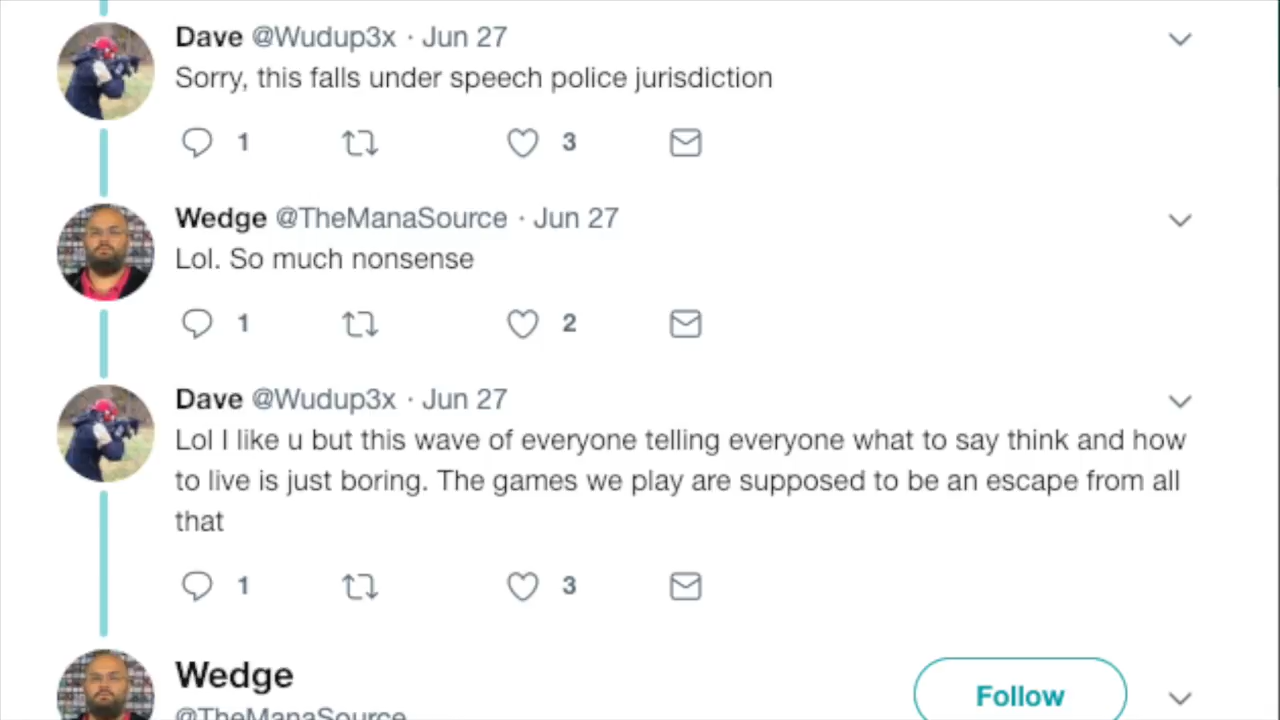 Dave @Wudup3x · Jun 27
Sorry, this falls under speech police jurisdiction
1 3
Wedge @TheManaSource · Jun 27
Lol. So much nonsense
1 2
Dave @Wudup3x · Jun 27
Lol I like u but this wave of everyone telling everyone what to say think and how
to live is just boring. The games we play are supposed to be an escape from all
that
1 3
Wedge
Follow
@TheManaSource